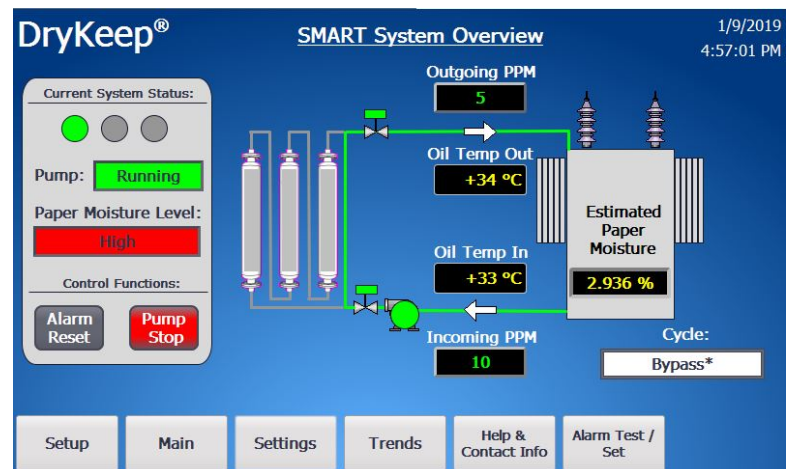 DryKeep®
SMART System Overview
1/9/2019
4:57:01 PM
Current System Status:
Pump:
Running
Paper Moisture Level:
High
Control Functions:
Alarm
Reset
Pump
Stop
Outgoing PPM
5
Oil Temp Out
+34 ºC
Oil Temp In
+33 ºC
Incoming PPM
10
Estimated
Paper
Moisture
2.936 %
Cycle:
Bypass*
Setup
Main
Settings
Trends
Help &
Contact Info
Alarm Test /
Set